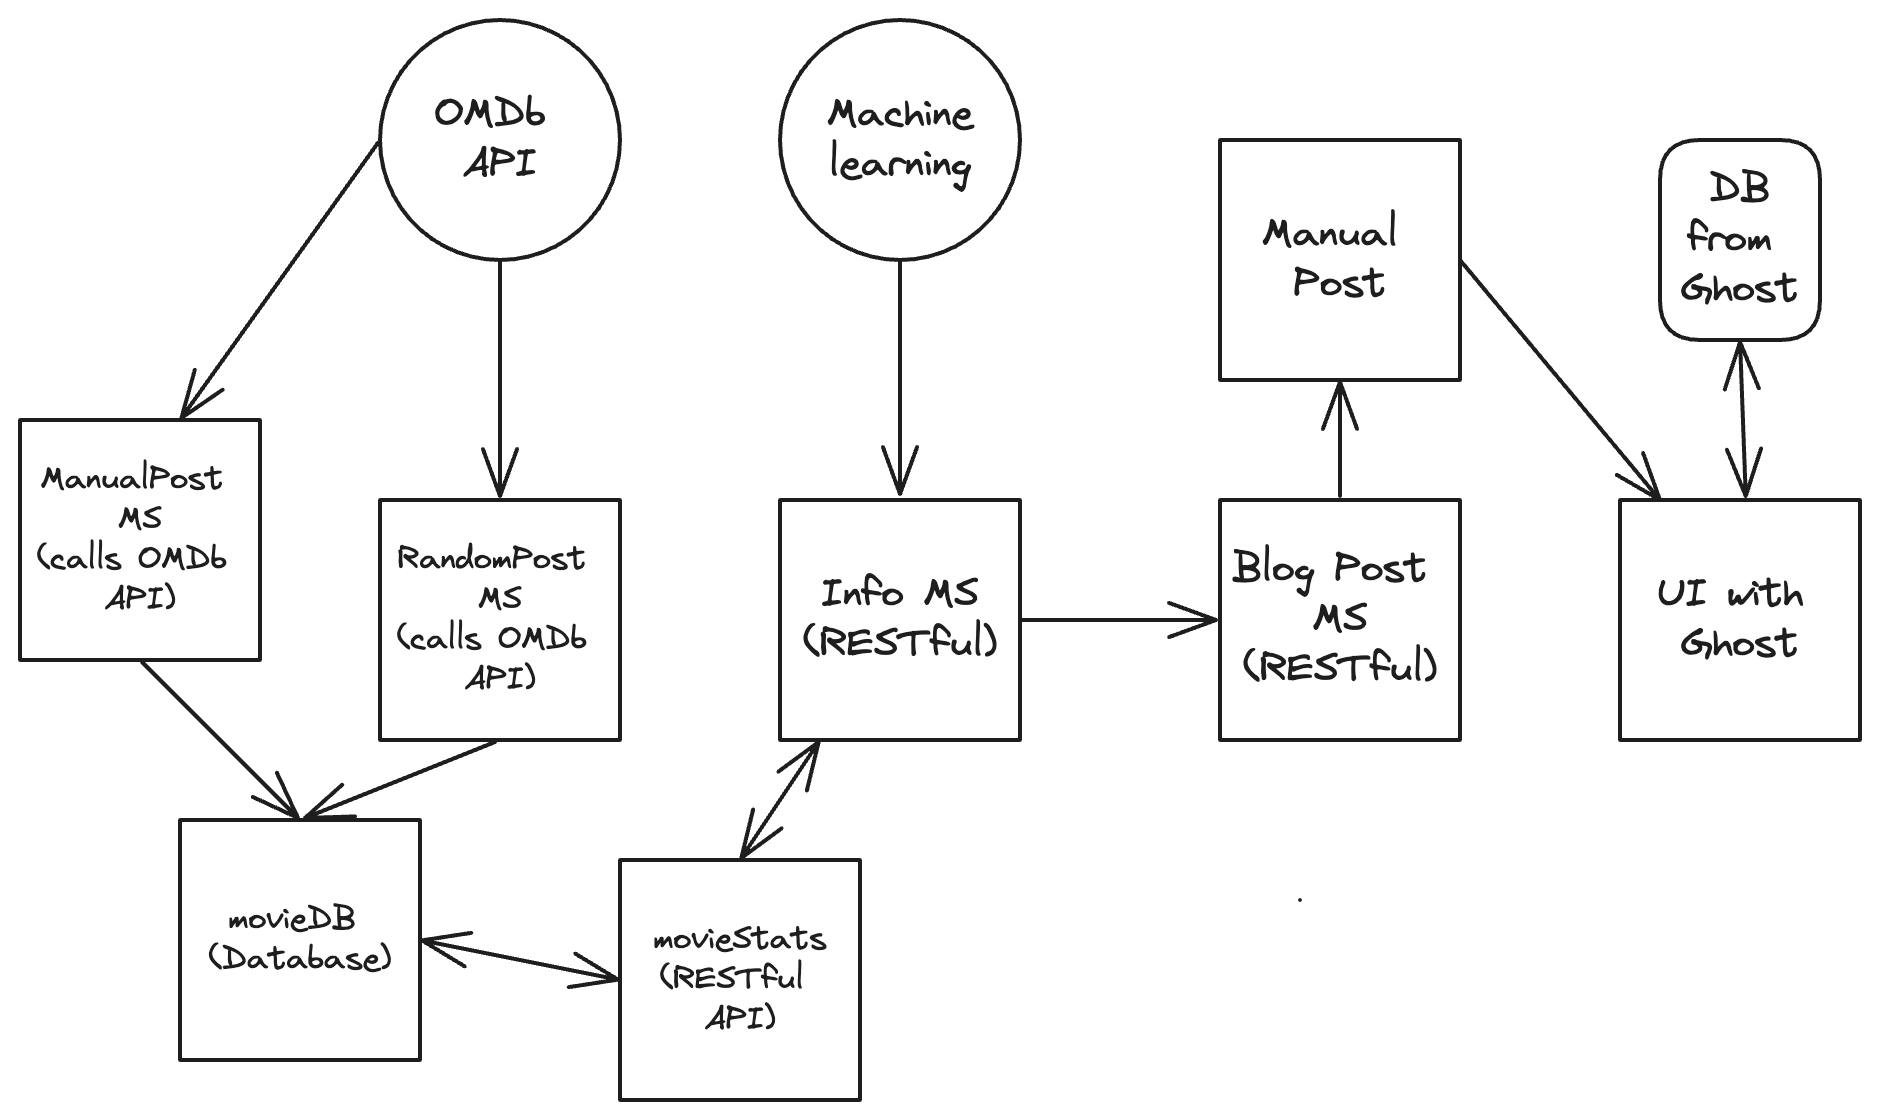 OMDb
API
Machine
learning
Manual
Post
DB
from
Ghost
ManualPost
MS
(calls OMDb
API)
RandomPost
MS
(calls OMDb
API)
Info MS
(RESTful)
Blog Post
MS
(RESTful)
UI with
Ghost
movieDB
(Database)
movieStats
(RESTful
API)